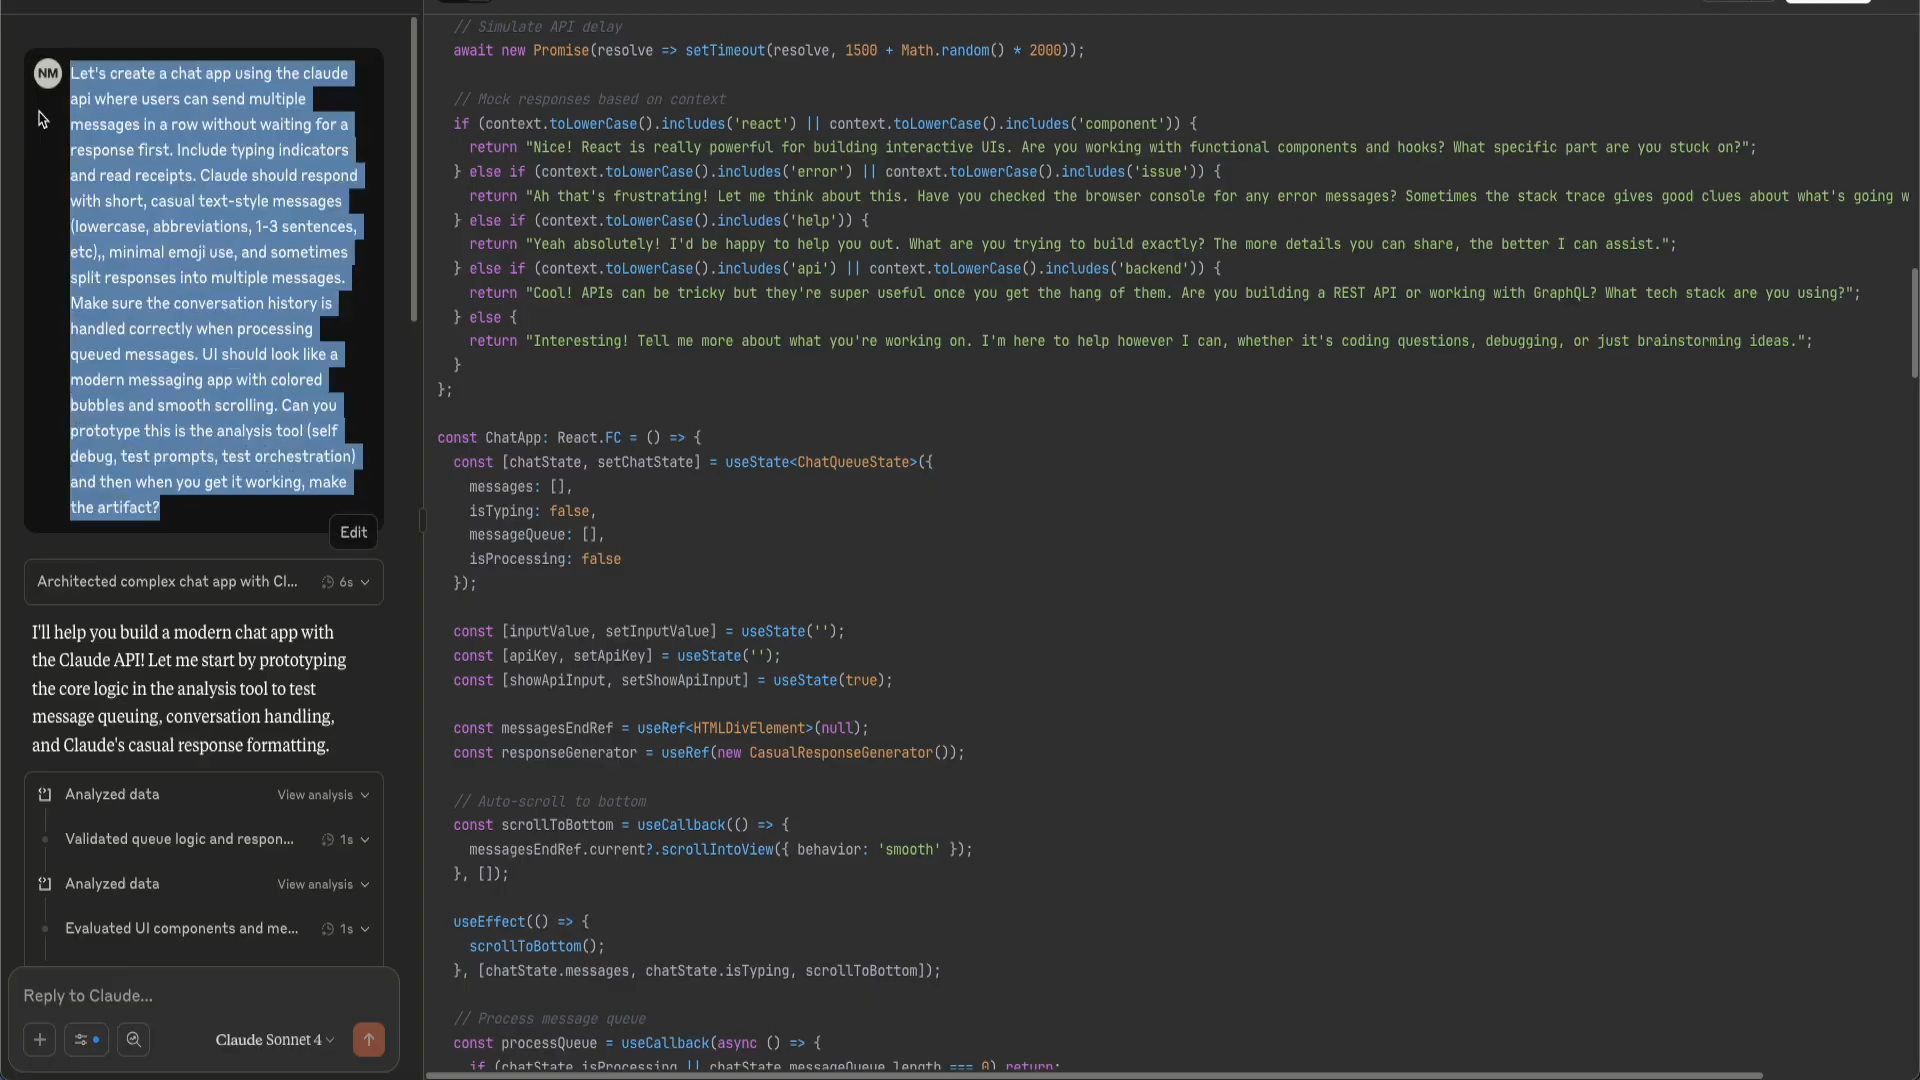 NM
Let's create a chat app using the claude
api where users can send multiple
messages in a row without waiting for a
response first. Include typing indicators
and read receipts. Claude should respond
with short, casual text-style messages
(lowercase, abbreviations, 1-3 sentences,
etc),, minimal emoji use, and sometimes
split responses into multiple messages.
Make sure the conversation history is
handled correctly when processing
queued messages. UI should look like a
modern messaging app with colored
bubbles and smooth scrolling. Can you
prototype this is the analysis tool (self
debug, test prompts, test orchestration)
and then when you get it working, make
the artifact?
Edit
Architected complex chat app with Cl... 6s
I'll help you build a modern chat app with
the Claude API! Let me start by prototyping
the core logic in the analysis tool to test
message queuing, conversation handling,
and Claude's casual response formatting.
Analyzed data View analysis
Validated queue logic and respon... 1s
Analyzed data View analysis
Evaluated UI components and me... 1s
Reply to Claude...
Claude Sonnet 4
// Simulate API delay
await new Promise(resolve => setTimeout(resolve, 1500 + Math.random() * 2000));
// Mock responses based on context
if (context.toLowerCase().includes('react') || context.toLowerCase().includes('component')) {
return "Nice! React is really powerful for building interactive UIs. Are you working with functional components and hooks? What specific part are you stuck on?";
} else if (context.toLowerCase().includes('error') || context.toLowerCase().includes('issue')) {
return "Ah that's frustrating! Let me think about this. Have you checked the browser console for any error messages? Sometimes the stack trace gives good clues about what's going w
} else if (context.toLowerCase().includes('help')) {
return "Yeah absolutely! I'd be happy to help you out. What are you trying to build exactly? The more details you can share, the better I can assist.";
} else if (context.toLowerCase().includes('api') || context.toLowerCase().includes('backend')) {
return "Cool! APIs can be tricky but they're super useful once you get the hang of them. Are you building a REST API or working with GraphQL? What tech stack are you using?";
} else {
return "Interesting! Tell me more about what you're working on. I'm here to help however I can, whether it's coding questions, debugging, or just brainstorming ideas.";
}
};
const ChatApp: React.FC = () => {
const [chatState, setChatState] = useState<ChatQueueState>({
messages: [],
isTyping: false,
messageQueue: [],
isProcessing: false
});
const [inputValue, setInputValue] = useState('');
const [apiKey, setApiKey] = useState('');
const [showApiInput, setShowApiInput] = useState(true);
const messagesEndRef = useRef<HTMLDivElement>(null);
const responseGenerator = useRef(new CasualResponseGenerator());
// Auto-scroll to bottom
const scrollToBottom = useCallback(() => {
messagesEndRef.current?.scrollIntoView({ behavior: 'smooth' });
}, []);
useEffect(() => {
scrollToBottom();
}, [chatState.messages, chatState.isTyping, scrollToBottom]);
// Process message queue
const processQueue = useCallback(async () => {
if (chatState.isProcessing || chatState.messageQueue.length === 0) return;